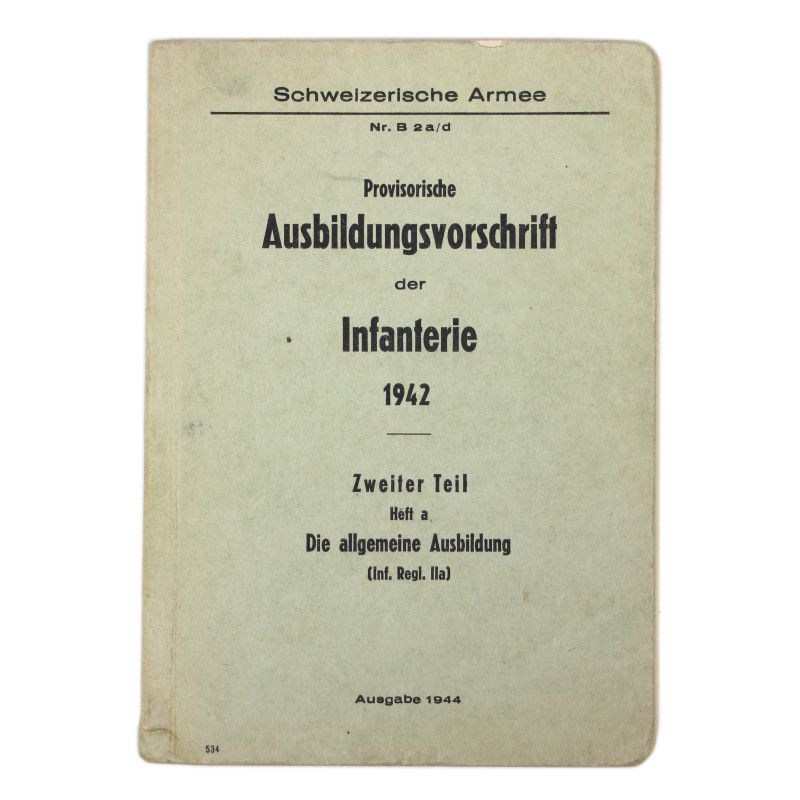 Schweizerische Armee
Nr. B 2a/d
Provisorische
Ausbildungsvorschrift
der
Infanterie
1942
Zweiter Teil
Heft a
Die allgemeine Ausbildung
(Inf. Regl. IIa)
Ausgabe 1944
534